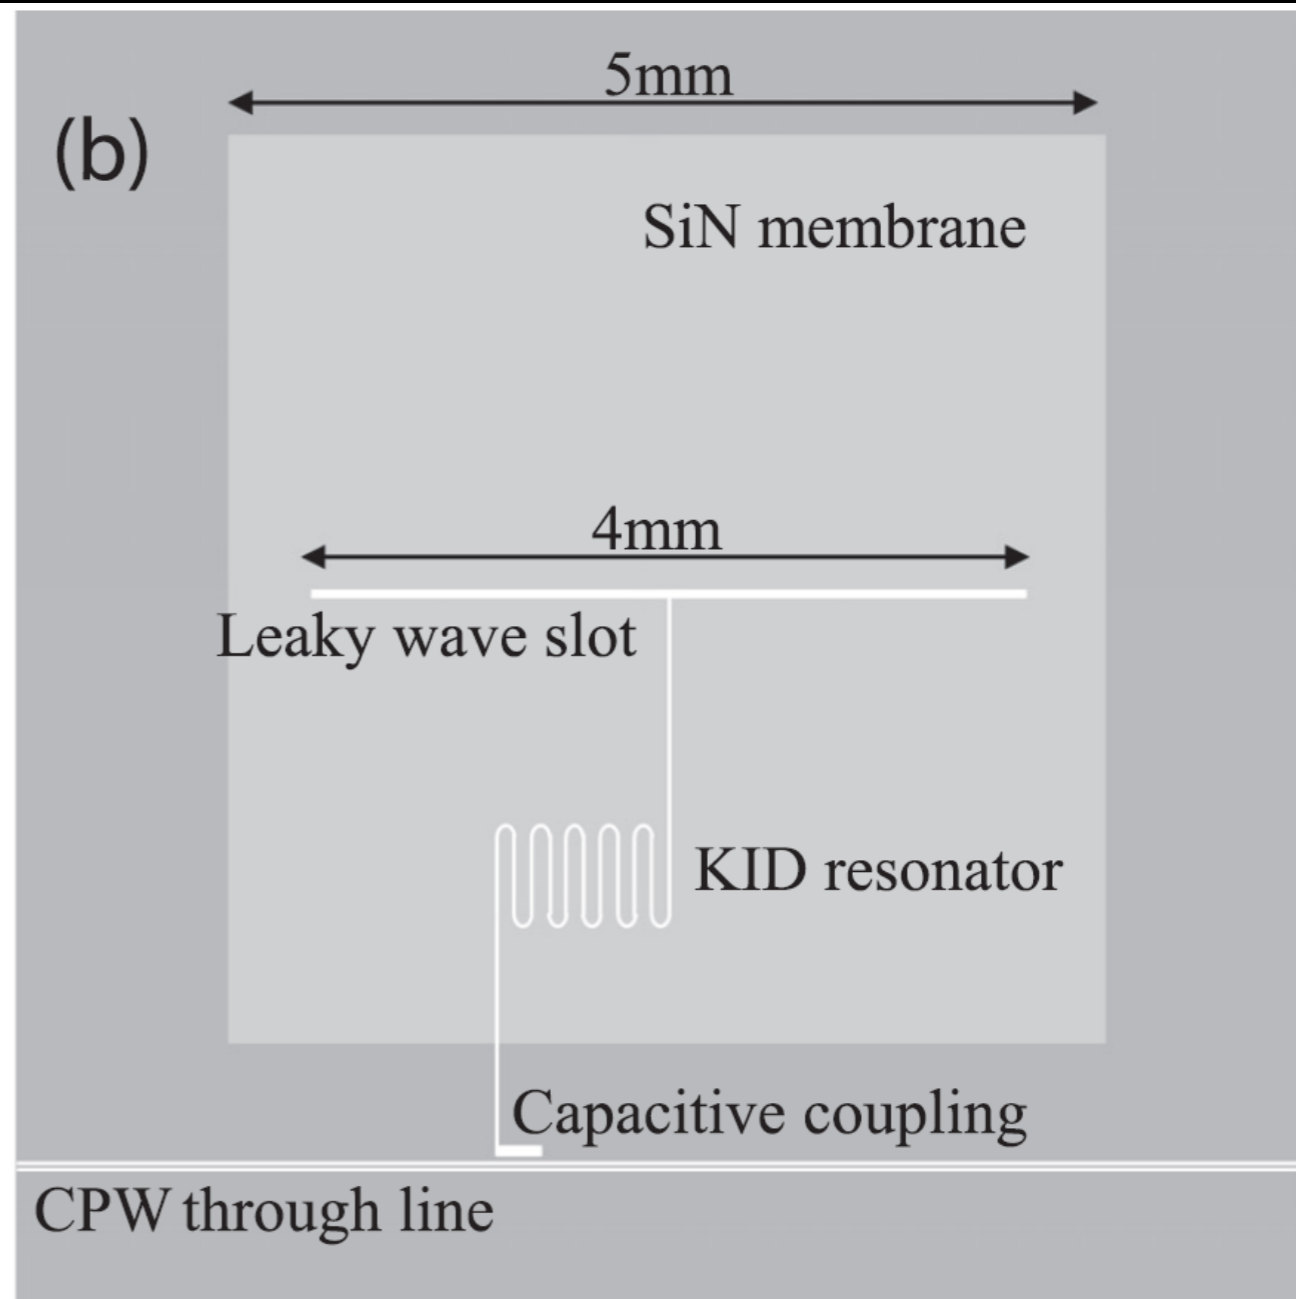 5mm
(b)
SiN membrane
4mm
Leaky wave slot
KID resonator
Capacitive coupling
CPW through line